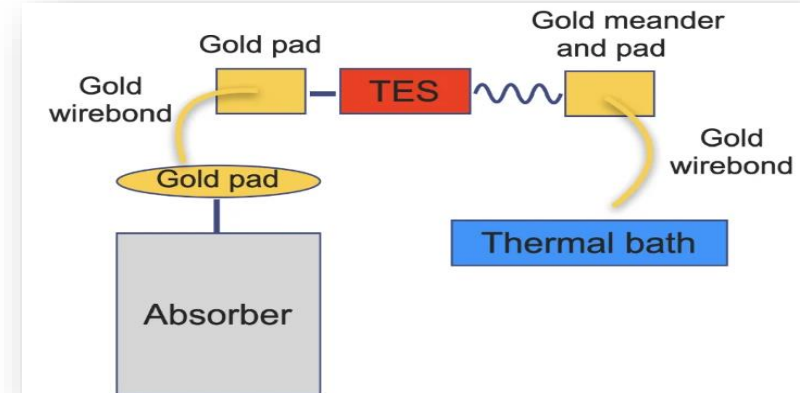 Gold meander
and pad
Gold pad
TES
Gold
wirebond
Gold
wirebond
Gold pad
Thermal bath
Absorber